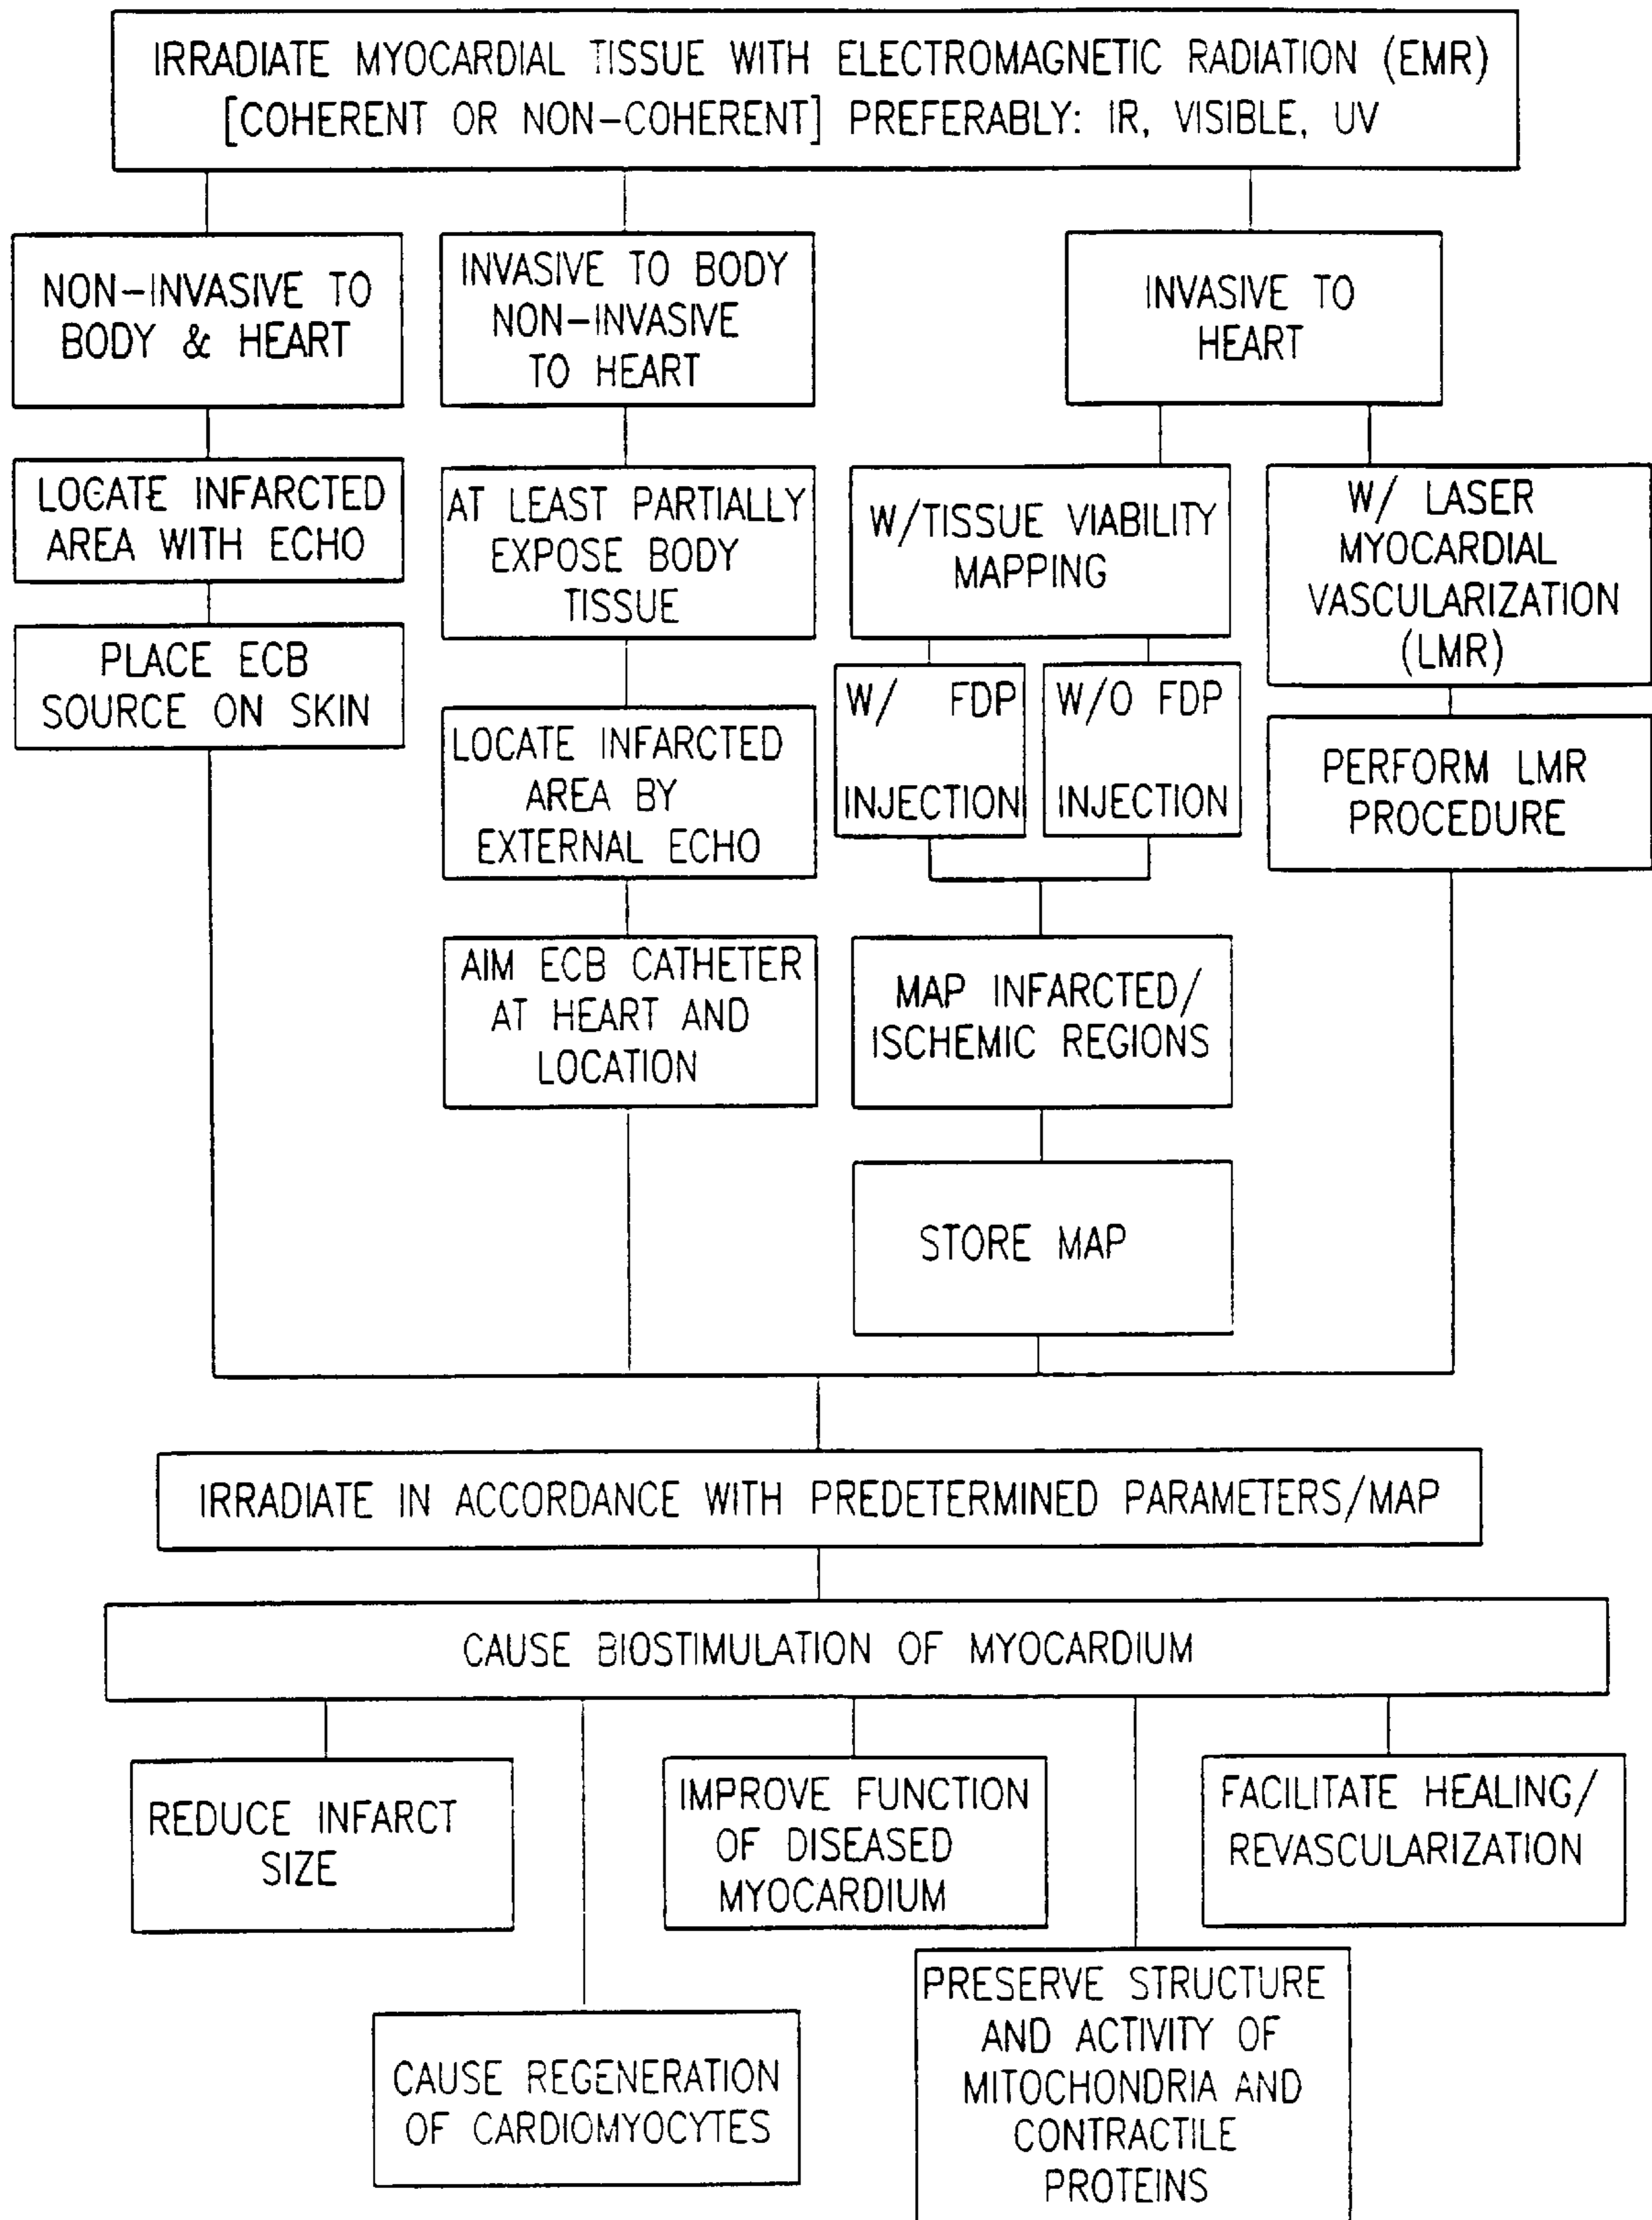 IRRADIATE MYOCARDIAL TISSUE WITH ELECTROMAGNETIC RADIATION (EMR)
[COHERENT OR NON-COHERENT] PREFERABLY: IR, VISIBLE, UV
NON-INVASIVE TO
BODY & HEART
INVASIVE TO BODY
NON-INVASIVE
TO HEART
INVASIVE TO
HEART
LOCATE INFARCTED
AREA WITH ECHO
AT LEAST PARTIALLY
EXPOSE BODY
TISSUE
W/TISSUE VIABILITY
MAPPING
W/ LASER
MYOCARDIAL
VASCULARIZATION
(LMR)
PLACE ECB
SOURCE ON SKIN
LOCATE INFARCTED
AREA BY
EXTERNAL ECHO
W/ FDP
INJECTION
W/O FDP
INJECTION
PERFORM LMR
PROCEDURE
AIM ECB CATHETER
AT HEART AND
LOCATION
MAP INFARCTED/
ISCHEMIC REGIONS
STORE MAP
IRRADIATE IN ACCORDANCE WITH PREDETERMINED PARAMETERS/MAP
CAUSE BIOSTIMULATION OF MYOCARDIUM
REDUCE INFARCT
SIZE
IMPROVE FUNCTION
OF DISEASED
MYOCARDIUM
FACILITATE HEALING/
REVASCULARIZATION
CAUSE REGENERATION
OF CARDIOMYOCYTES
PRESERVE STRUCTURE
AND ACTIVITY OF
MITOCHONDRIA AND
CONTRACTILE
PROTEINS